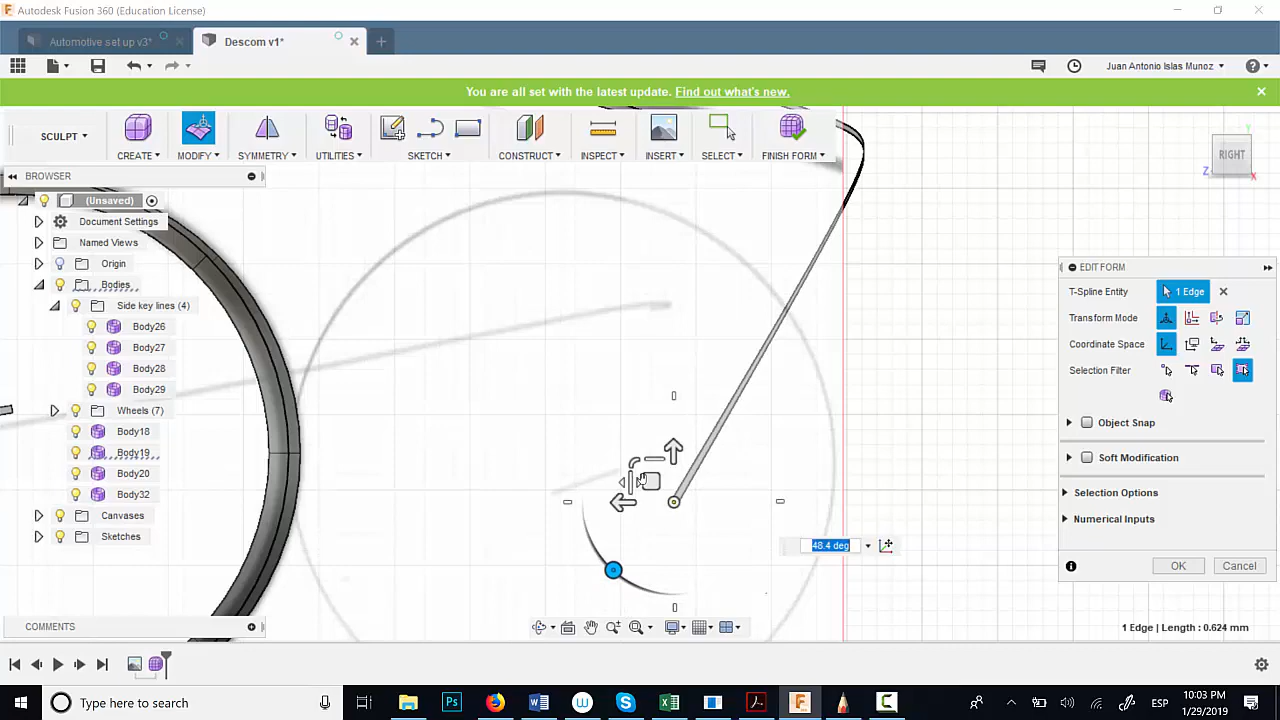 Autodesk Fusion 360 (Education License)
Automotive set up v3*
Descom v1*
Juan Antonio Islas Munoz
You are all set with the latest update. Find out what's new.
SCULPT
CREATE
MODIFY
SYMMETRY
UTILITIES
SKETCH
CONSTRUCT
INSPECT
INSERT
SELECT
FINISH FORM
BROWSER
(Unsaved)
Document Settings
Named Views
Origin
Bodies
Side key lines (4)
Body26
Body27
Body28
Body29
Wheels (7)
Body18
Body19
Body20
Body32
Canvases
Sketches
COMMENTS
Y
RIGHT
Z
X
48.4 deg
EDIT FORM
T-Spline Entity
1 Edge
Transform Mode
Coordinate Space
Selection Filter
Object Snap
Soft Modification
Selection Options
Numerical Inputs
OK
Cancel
1 Edge | Length : 0.624 mm
Type here to search
Ps
ESP
10:03 PM
1/29/2019